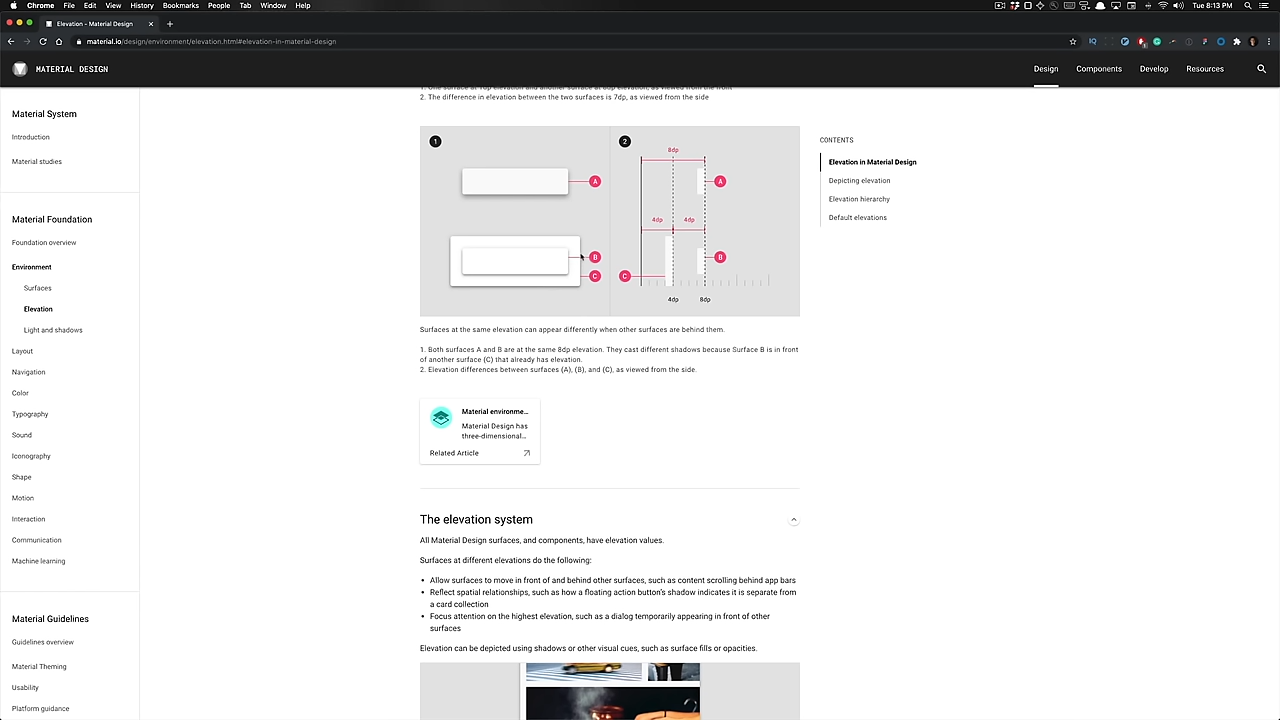 Chrome File Edit View History Bookmarks People Tab Window Help
Tue 8:13 PM
Elevation - Material Design
material.io/design/environment/elevation.html#elevation-in-material-design
MATERIAL DESIGN
Design Components Develop Resources
Material System
Introduction
Material studies
Material Foundation
Foundation overview
Environment
Surfaces
Elevation
Light and shadows
Layout
Navigation
Color
Typography
Sound
Iconography
Shape
Motion
Interaction
Communication
Machine learning
Material Guidelines
Guidelines overview
Material Theming
Usability
Platform guidance
2. The difference in elevation between the two surfaces is 7dp, as viewed from the side
1
A
B
C
2
8dp
A
4dp 4dp
B
C
4dp 8dp
Surfaces at the same elevation can appear differently when other surfaces are behind them.
1. Both surfaces A and B are at the same 8dp elevation. They cast different shadows because Surface B is in front
of another surface (C) that already has elevation.
2. Elevation differences between surfaces (A), (B), and (C), as viewed from the side.
Material environme...
Material Design has
three-dimensional...
Related Article
The elevation system
All Material Design surfaces, and components, have elevation values.
Surfaces at different elevations do the following:
• Allow surfaces to move in front of and behind other surfaces, such as content scrolling behind app bars
• Reflect spatial relationships, such as how a floating action button's shadow indicates it is separate from
a card collection
• Focus attention on the highest elevation, such as a dialog temporarily appearing in front of other
surfaces
Elevation can be depicted using shadows or other visual cues, such as surface fills or opacities.
CONTENTS
Elevation in Material Design
Depicting elevation
Elevation hierarchy
Default elevations